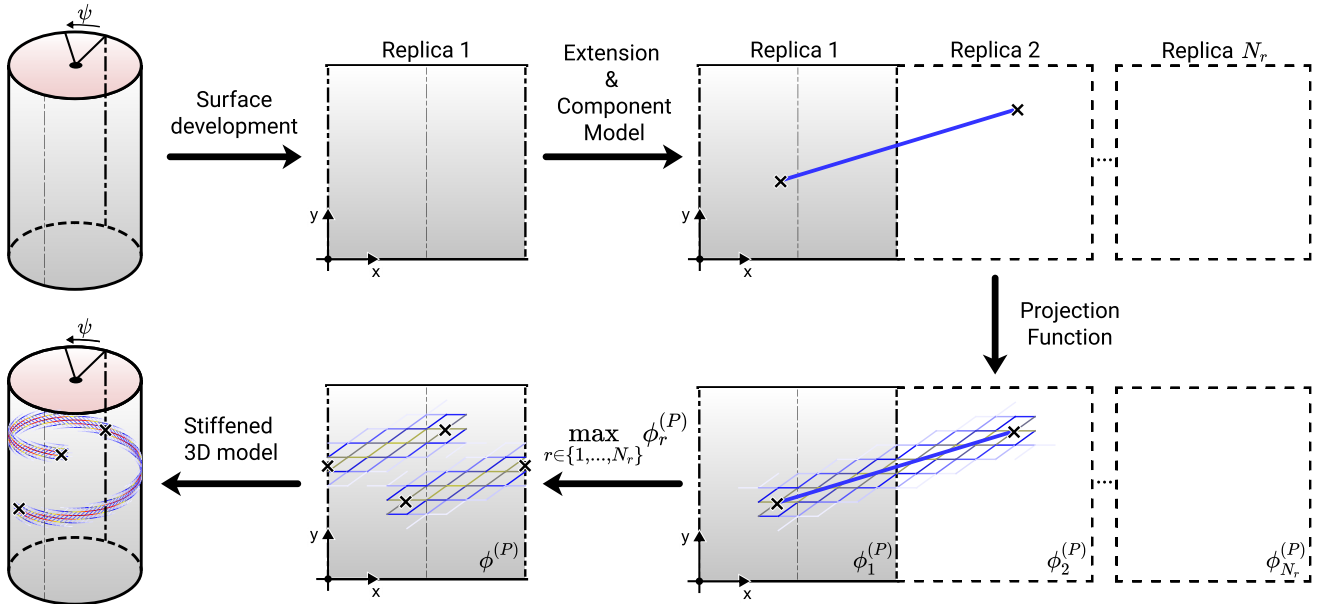 ψ
Surface
development
Replica 1
y
x
Extension
&
Component
Model
Replica 1
Replica 2
Replica N_r
...
y
x
Projection
Function
ψ
Stiffened
3D model
y
x
ϕ^{(P)}
max ϕ_r^{(P)}
r∈{1,...,N_r}
y
x
ϕ_1^{(P)}
ϕ_2^{(P)}
...
ϕ_{N_r}^{(P)}